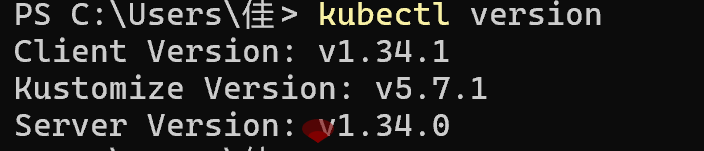 PS C:\Users\佳> kubectl version
Client Version: v1.34.1
Kustomize Version: v5.7.1
Server Version: v1.34.0